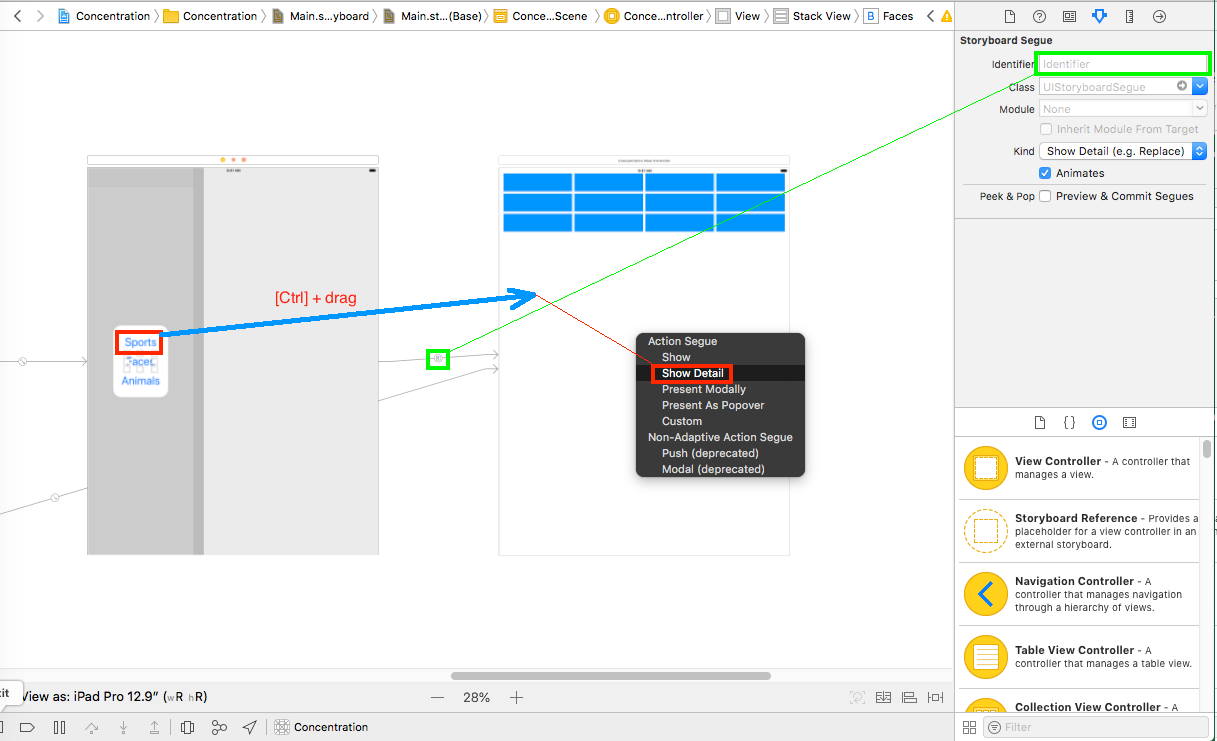 Concentration
Concentration
Main.s...yboard
Main.st...(Base)
Conce...Scene
Conce...ntroller
View
Stack View
B
Faces
Storyboard Segue
Identifier
Identifier
Class
UIStoryboardSegue
Module
None
Inherit Module From Target
Kind
Show Detail (e.g. Replace)
Animates
Peek & Pop
Preview & Commit Segues
[Ctrl] + drag
Sports
Faces
Animals
Action Segue
Show
Show Detail
Present Modally
Present As Popover
Custom
Non-Adaptive Action Segue
Push (deprecated)
Modal (deprecated)
{ }
View Controller - A controller that
manages a view.
Storyboard Reference - Provides a
placeholder for a view controller in an
external storyboard.
Navigation Controller - A
controller that manages navigation
through a hierarchy of views.
Table View Controller - A
controller that manages a table view.
Collection View Controller - A
View as: iPad Pro 12.9” (wR hR)
28%
Concentration
Filter